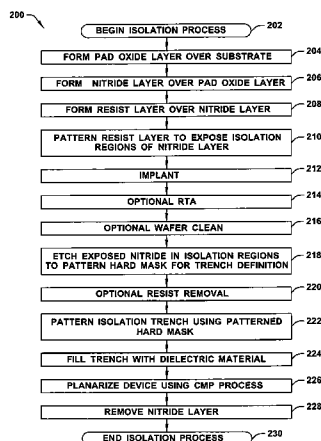 200
BEGIN ISOLATION PROCESS
202
FORM PAD OXIDE LAYER OVER SUBSTRATE
204
FORM NITRIDE LAYER OVER PAD OXIDE LAYER
206
FORM RESIST LAYER OVER NITRIDE LAYER
208
PATTERN RESIST LAYER TO EXPOSE ISOLATION
REGIONS OF NITRIDE LAYER
210
IMPLANT
212
OPTIONAL RTA
214
OPTIONAL WAFER CLEAN
216
ETCH EXPOSED NITRIDE IN ISOLATION REGIONS
TO PATTERN HARD MASK FOR TRENCH DEFINITION
218
OPTIONAL RESIST REMOVAL
220
PATTERN ISOLATION TRENCH USING PATTERNED
HARD MASK
222
FILL TRENCH WITH DIELECTRIC MATERIAL
224
PLANARIZE DEVICE USING CMP PROCESS
226
REMOVE NITRIDE LAYER
228
END ISOLATION PROCESS
230